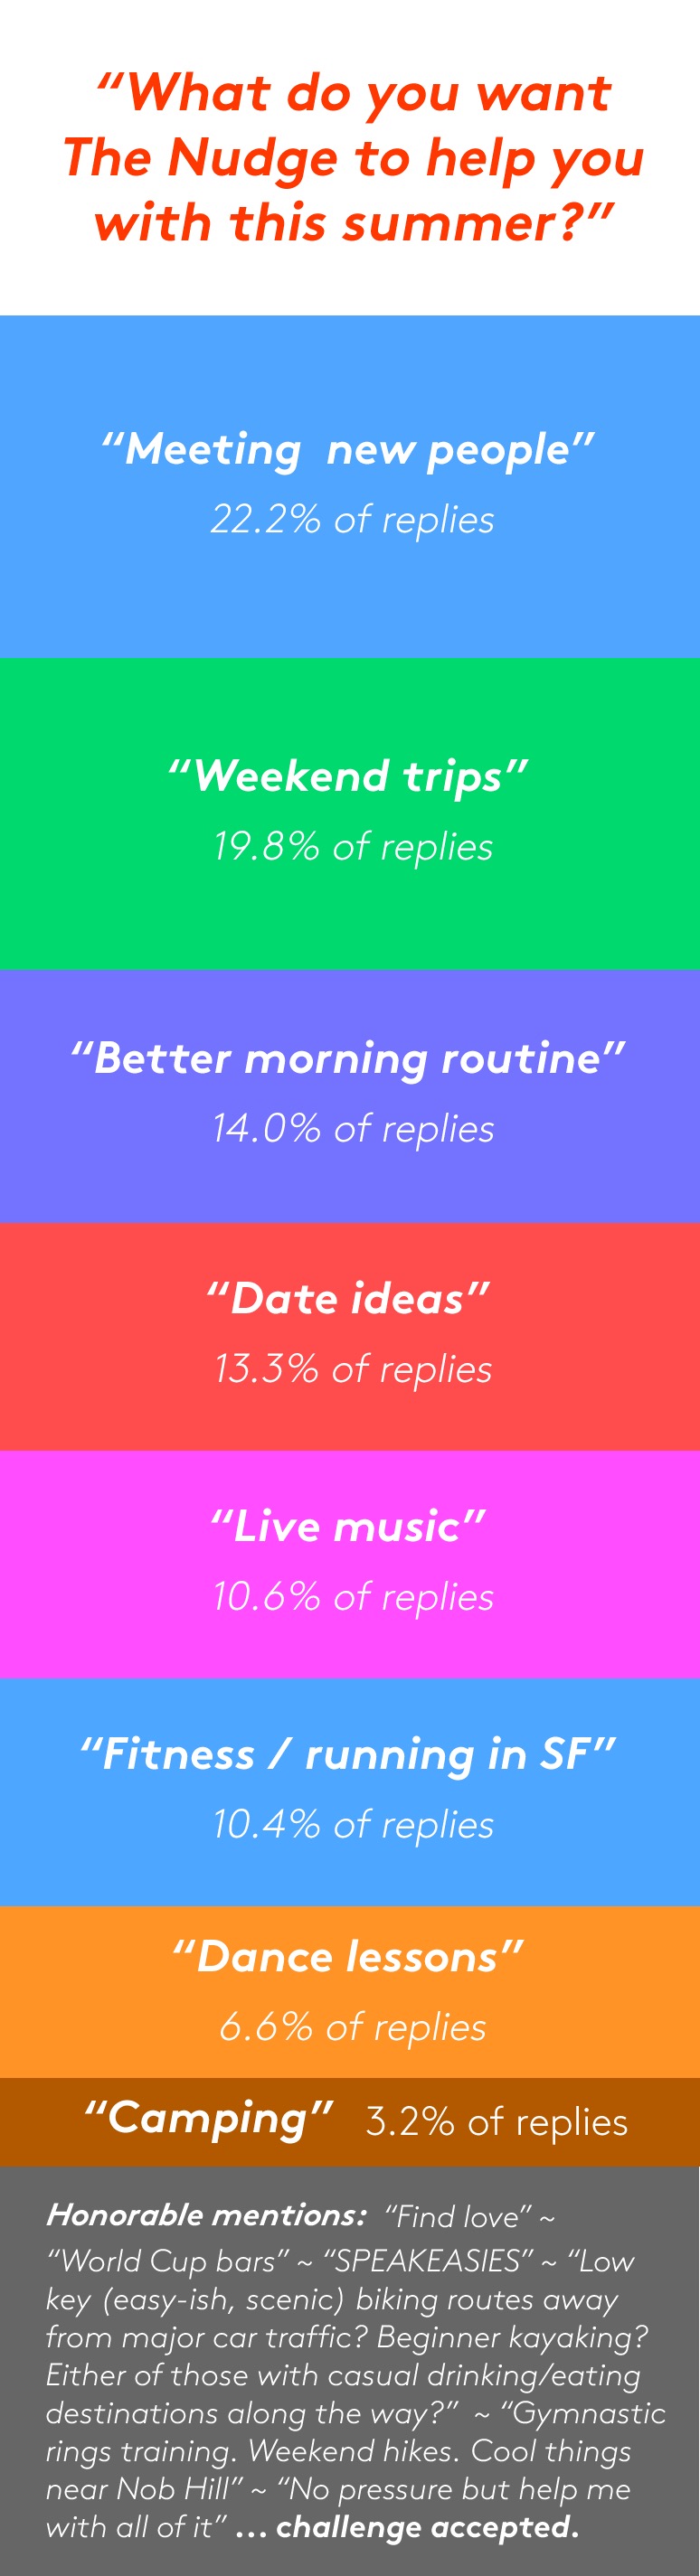 “What do you want
The Nudge to help you
with this summer?”
“Meeting  new people”
22.2% of replies
“Weekend trips”
19.8% of replies
“Better morning routine”
14.0% of replies
“Date ideas”
13.3% of replies
“Live music”
10.6% of replies
“Fitness / running in SF”
10.4% of replies
“Dance lessons”
6.6% of replies
“Camping”  3.2% of replies
Honorable mentions:  “Find love” ~
“World Cup bars” ~ “SPEAKEASIES” ~ “Low
key (easy-ish, scenic) biking routes away
from major car traffic? Beginner kayaking?
Either of those with casual drinking/eating
destinations along the way?”  ~ “Gymnastic
rings training. Weekend hikes. Cool things
near Nob Hill” ~ “No pressure but help me
with all of it” ... challenge accepted.